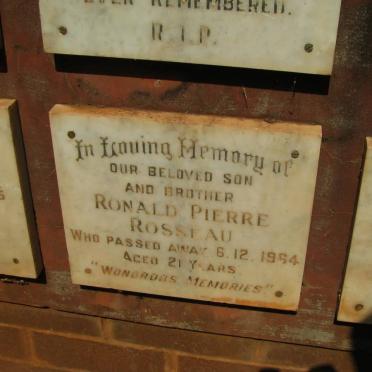 EVER REMEMBERED.
R.I.P.
In Loving Memory of
OUR BELOVED SON
AND BROTHER
RONALD PIERRE
ROSSEAU
WHO PASSED AWAY 6.12.1964
AGED 21 YEARS
"WONDROUS MEMORIES"